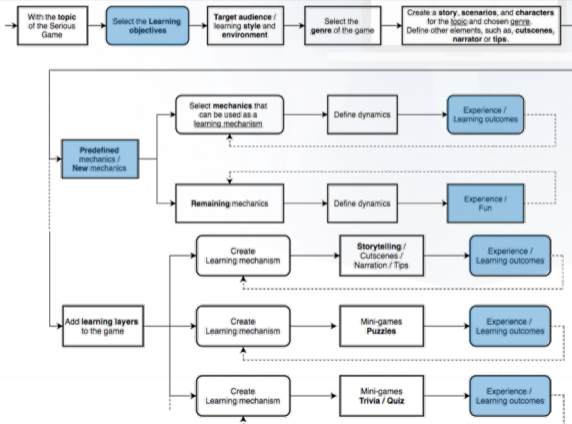 With the topic
of the Serious
Game
Select the Learning
objectives
Target audience /
learning style and
environment
Select the
genre of the game
Create a story, scenarios, and characters
for the topic and chosen genre.
Define other elements, such as, cutscenes,
narrator or tips.
Predefined
mechanics /
New mechanics
Select mechanics that
can be used as a
learning mechanism
Define dynamics
Experience /
Learning outcomes
Remaining mechanics
Define dynamics
Experience /
Fun
Add learning layers
to the game
Create
Learning mechanism
Storytelling /
Cutscenes /
Narration / Tips
Experience /
Learning outcomes
Create
Learning mechanism
Mini-games
Puzzles
Experience /
Learning outcomes
Create
Learning mechanism
Mini-games
Trivia / Quiz
Experience /
Learning outcomes